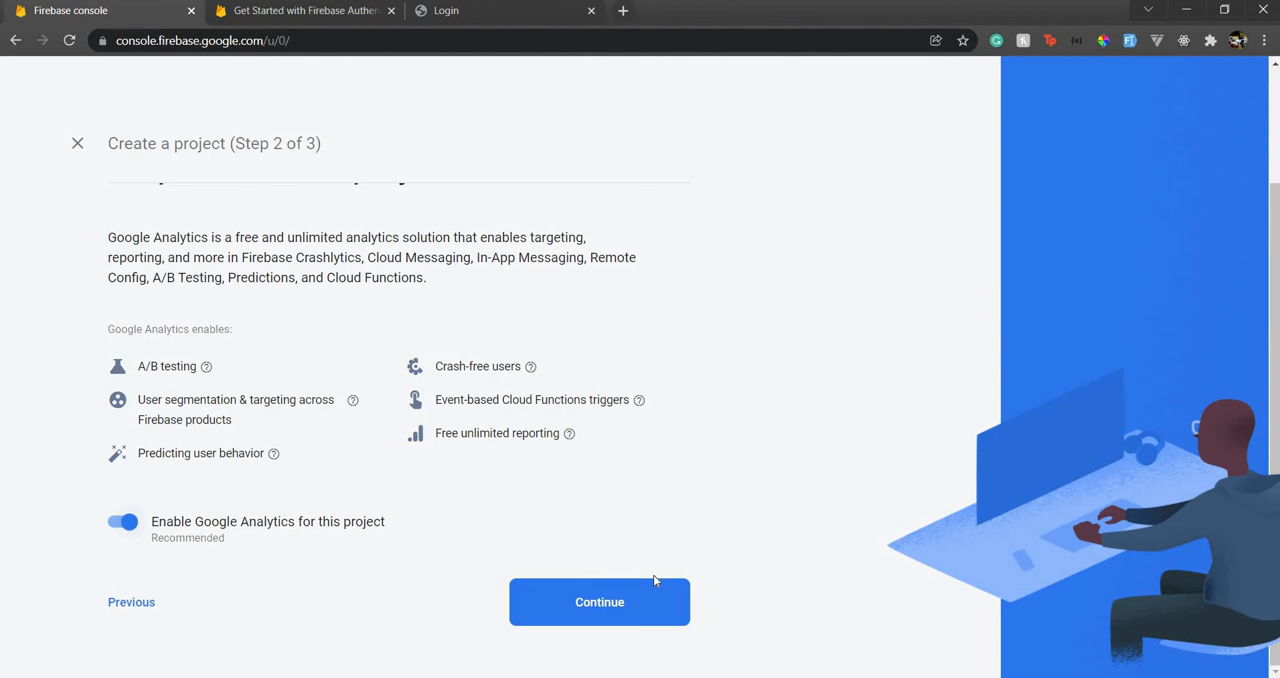 Firebase console
Get Started with Firebase Authen
Login
console.firebase.google.com/u/0/
Create a project (Step 2 of 3)
Google Analytics is a free and unlimited analytics solution that enables targeting,
reporting, and more in Firebase Crashlytics, Cloud Messaging, In-App Messaging, Remote
Config, A/B Testing, Predictions, and Cloud Functions.
Google Analytics enables:
A/B testing
Crash-free users
User segmentation & targeting across
Firebase products
Event-based Cloud Functions triggers
Free unlimited reporting
Predicting user behavior
Enable Google Analytics for this project
Recommended
Previous
Continue